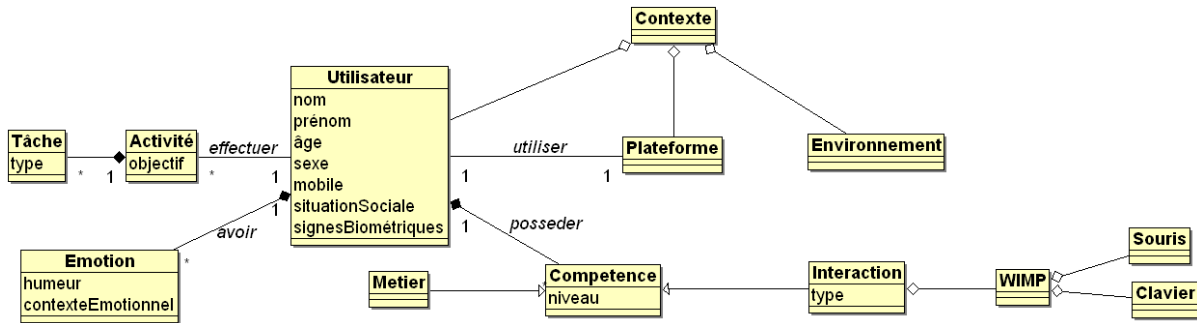 Contexte
Utilisateur
nom
prénom
âge
sexe
mobile
situationSociale
signesBiométriques
Tâche
type
* 1
Activité
objectif
effectuer
* 1
utiliser
1 1
Plateforme
Environnement
avoir
1
*
Emotion
humeur
contexteEmotionnel
posseder
1
Metier
Competence
niveau
Interaction
type
WIMP
Souris
Clavier